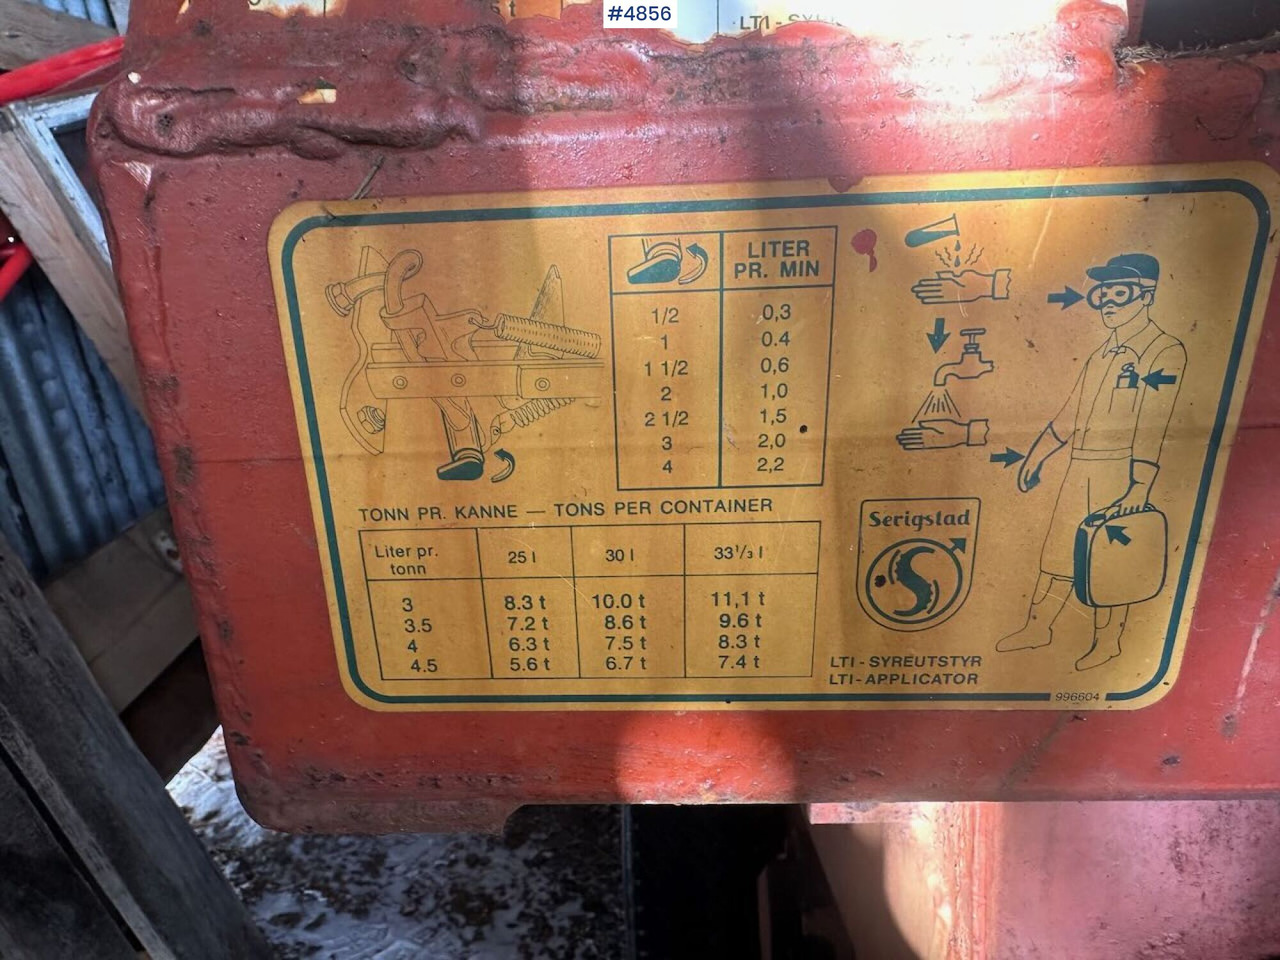 #4856
LITER
PR. MIN
1/2 0,3
1 0.4
1 1/2 0,6
2 1,0
2 1/2 1,5
3 2,0
4 2,2
TONN PR. KANNE — TONS PER CONTAINER
Liter pr. tonn 25 l 30 l 33 1/3 l
3 8.3 t 10.0 t 11,1 t
3.5 7.2 t 8.6 t 9.6 t
4 6.3 t 7.5 t 8.3 t
4.5 5.6 t 6.7 t 7.4 t
Serigstad
S
LTI - SYREUTSTYR
LTI - APPLICATOR
996604